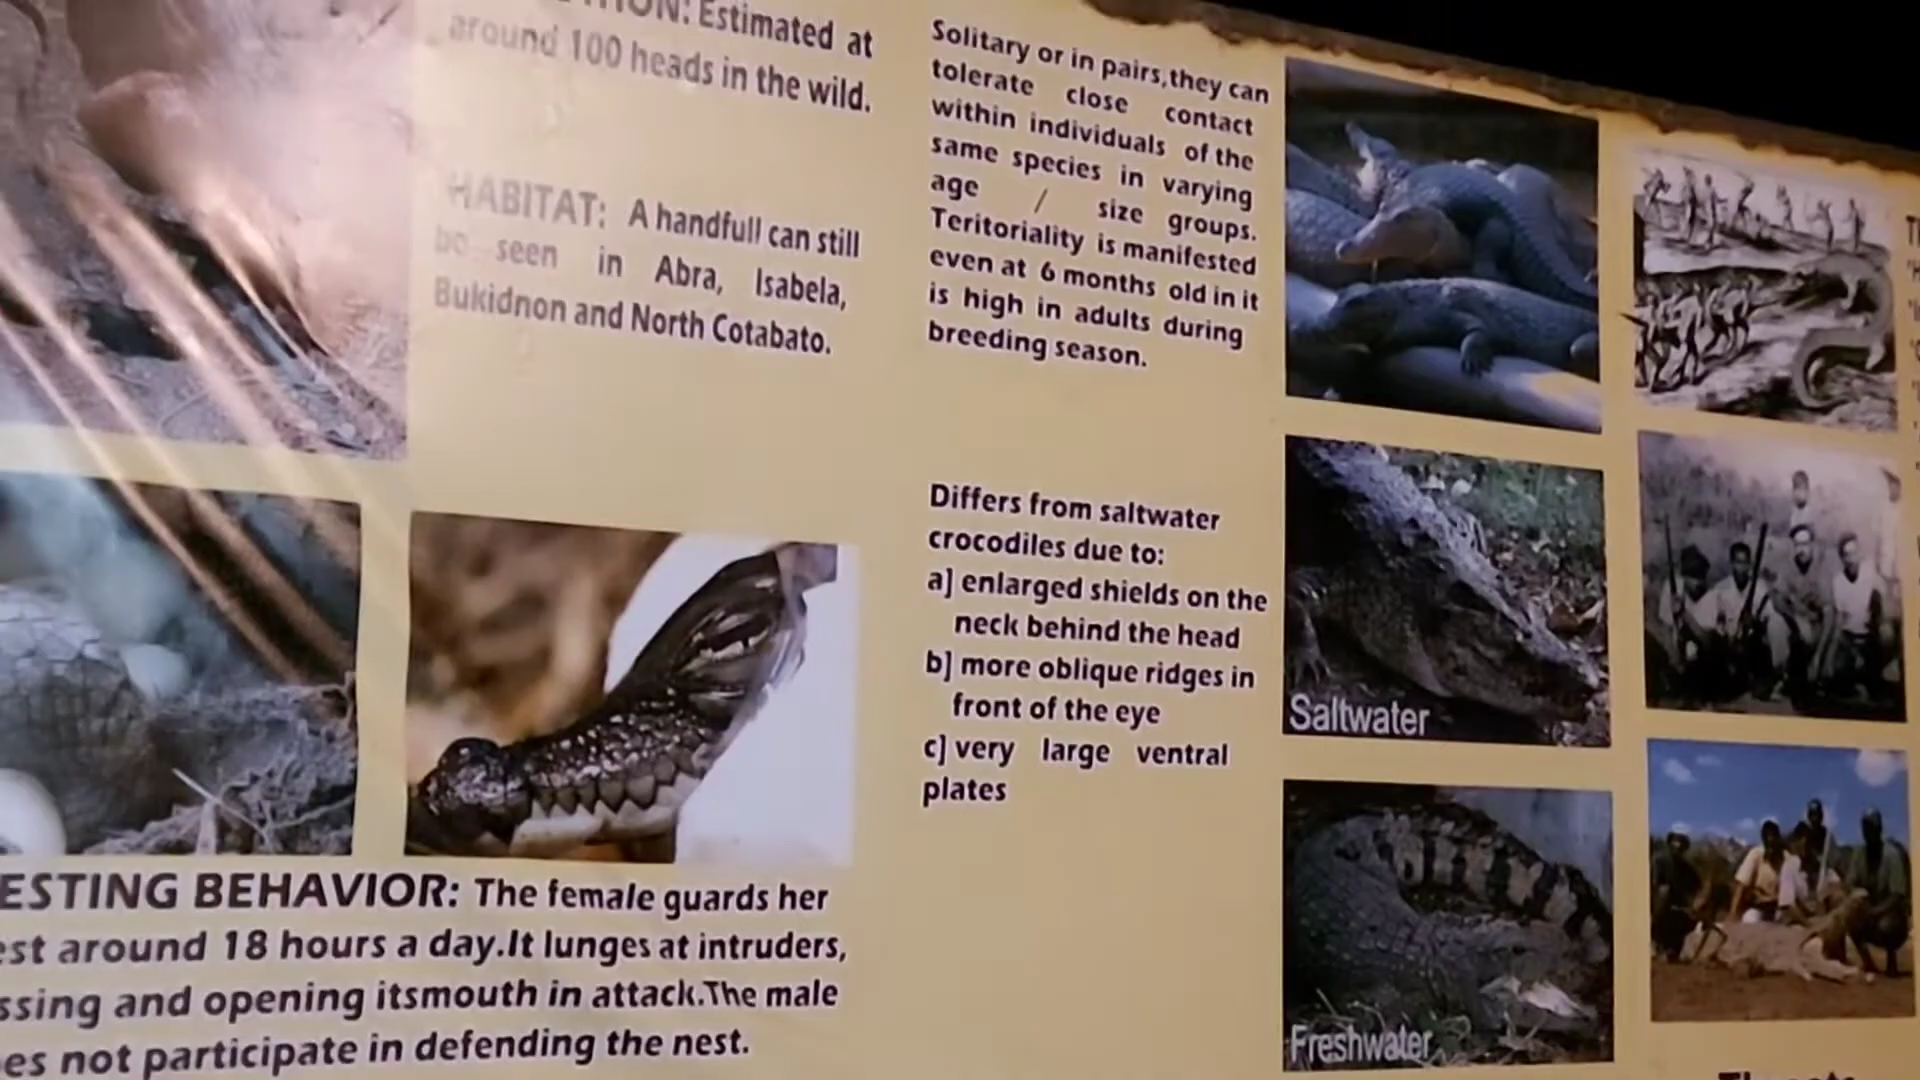 Estimated at
around 100 heads in the wild.
HABITAT: A handfull can still
be seen in Abra, Isabela,
Bukidnon and North Cotabato.
ESTING BEHAVIOR: The female guards her
est around 18 hours a day.It lunges at intruders,
ssing and opening itsmouth in attack.The male
es not participate in defending the nest.
Solitary or in pairs,they can
tolerate close contact
within individuals of the
same species in varying
age / size groups.
Teritoriality is manifested
even at 6 months old in it
is high in adults during
breeding season.
Differs from saltwater
crocodiles due to:
a] enlarged shields on the
neck behind the head
b] more oblique ridges in
front of the eye
c] very large ventral
plates
Saltwater
Freshwater